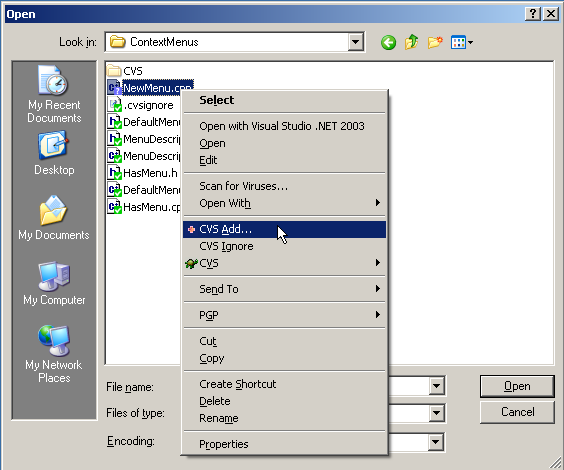 Open
Look in: ContextMenus
My Recent
Documents
Desktop
My Documents
My Computer
My Network
Places
CVS
NewMenu.cpp
.cvsignore
DefaultMenu
MenuDescrip
MenuDescrip
HasMenu.h
DefaultMenu
HasMenu.cp
Select
Open with Visual Studio .NET 2003
Open
Edit
Scan for Viruses...
Open With
CVS Add...
CVS Ignore
CVS
Send To
PGP
Cut
Copy
Create Shortcut
Delete
Rename
Properties
File name:
Open
Files of type:
Cancel
Encoding: